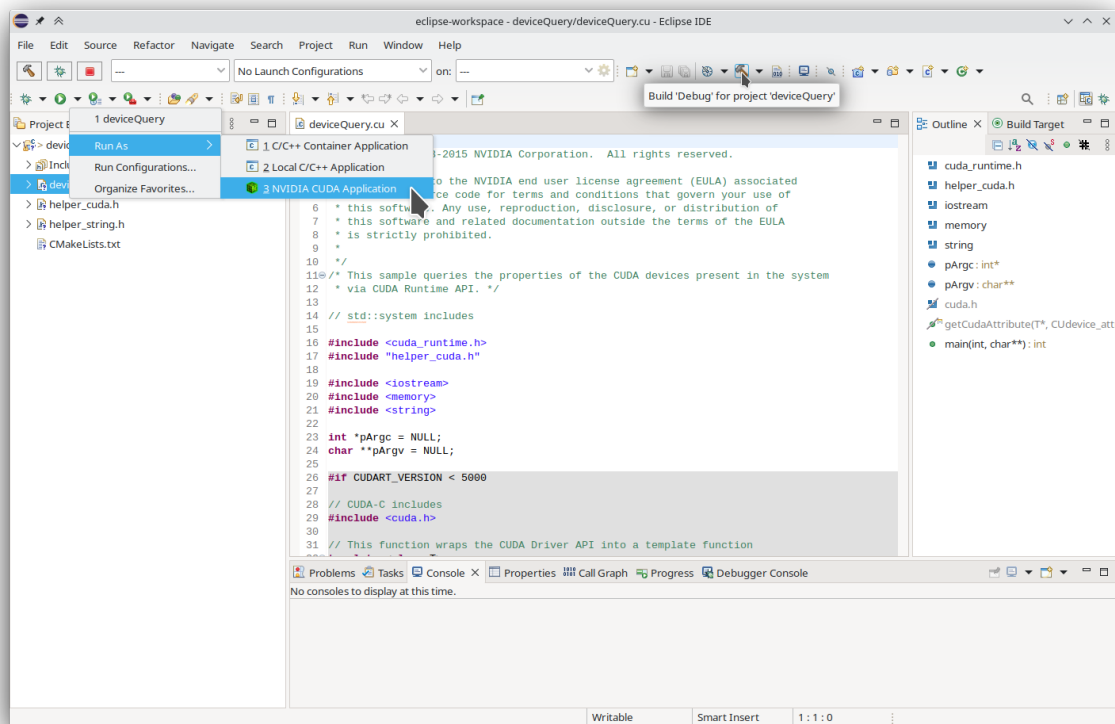 eclipse-workspace - deviceQuery/deviceQuery.cu - Eclipse IDE
File Edit Source Refactor Navigate Search Project Run Window Help
--- No Launch Configurations on: ---
Build 'Debug' for project 'deviceQuery'
Project E
1 deviceQuery
Run As
Run Configurations...
Organize Favorites...
1 C/C++ Container Application
2 Local C/C++ Application
3 NVIDIA CUDA Application
> devic
> Inclu
> devi
> helper_cuda.h
> helper_string.h
CMakeLists.txt
deviceQuery.cu
3-2015 NVIDIA Corporation.  All rights reserved.
to the NVIDIA end user license agreement (EULA) associated
rce code for terms and conditions that govern your use of
6 * this software. Any use, reproduction, disclosure, or distribution of
7 * this software and related documentation outside the terms of the EULA
8 * is strictly prohibited.
9 *
10 */
11 /* This sample queries the properties of the CUDA devices present in the system
12 * via CUDA Runtime API. */
13
14 // std::system includes
15
16 #include <cuda_runtime.h>
17 #include "helper_cuda.h"
18
19 #include <iostream>
20 #include <memory>
21 #include <string>
22
23 int *pArgc = NULL;
24 char **pArgv = NULL;
25
26 #if CUDART_VERSION < 5000
27
28 // CUDA-C includes
29 #include <cuda.h>
30
31 // This function wraps the CUDA Driver API into a template function
Outline Build Target
cuda_runtime.h
helper_cuda.h
iostream
memory
string
pArgc : int*
pArgv : char**
cuda.h
getCudaAttribute(T*, CUdevice_att
main(int, char**) : int
Problems Tasks Console Properties Call Graph Progress Debugger Console
No consoles to display at this time.
Writable Smart Insert 1 : 1 : 0